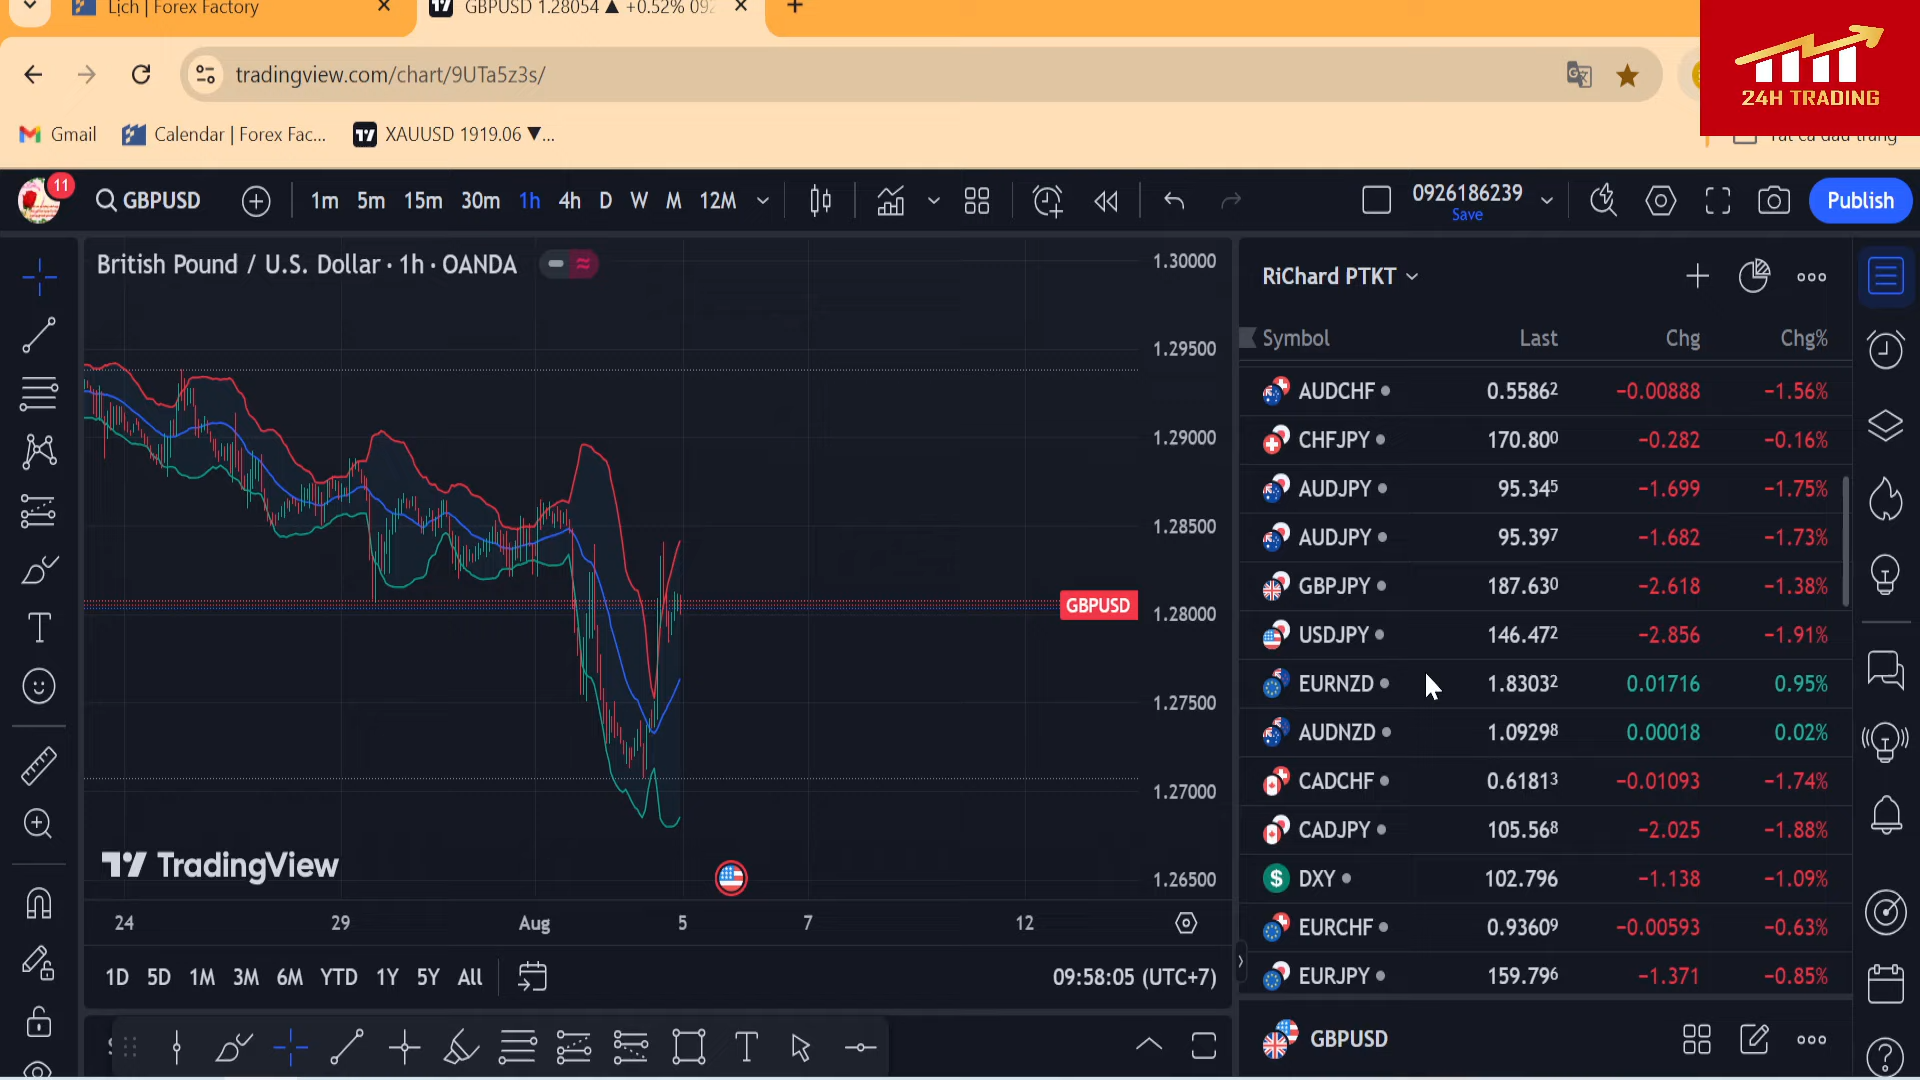 Lịch | Forex Factory
GBPUSD 1.28054 ▲ +0.52% 092
24H TRADING
tradingview.com/chart/9UTa5z3s/
Gmail
Calendar | Forex Fac...
XAUUSD 1919.06 ▼...
Tất cả dấu trang
11
GBPUSD
1m 5m 15m 30m 1h 4h D W M 12M
0926186239
Save
Publish
British Pound / U.S. Dollar · 1h · OANDA
1.30000
1.29500
1.29000
1.28500
GBPUSD
1.28000
1.27500
1.27000
1.26500
TradingView
24 29 Aug 5 7 12
1D 5D 1M 3M 6M YTD 1Y 5Y All
09:58:05 (UTC+7)
RiChard PTKT
Symbol Last Chg Chg%
AUDCHF 0.55862 −0.00888 −1.56%
CHFJPY 170.800 −0.282 −0.16%
AUDJPY 95.345 −1.699 −1.75%
AUDJPY 95.397 −1.682 −1.73%
GBPJPY 187.630 −2.618 −1.38%
USDJPY 146.472 −2.856 −1.91%
EURNZD 1.83032 0.01716 0.95%
AUDNZD 1.09298 0.00018 0.02%
CADCHF 0.61813 −0.01093 −1.74%
CADJPY 105.568 −2.025 −1.88%
DXY 102.796 −1.138 −1.09%
EURCHF 0.93609 −0.00593 −0.63%
EURJPY 159.796 −1.371 −0.85%
GBPUSD